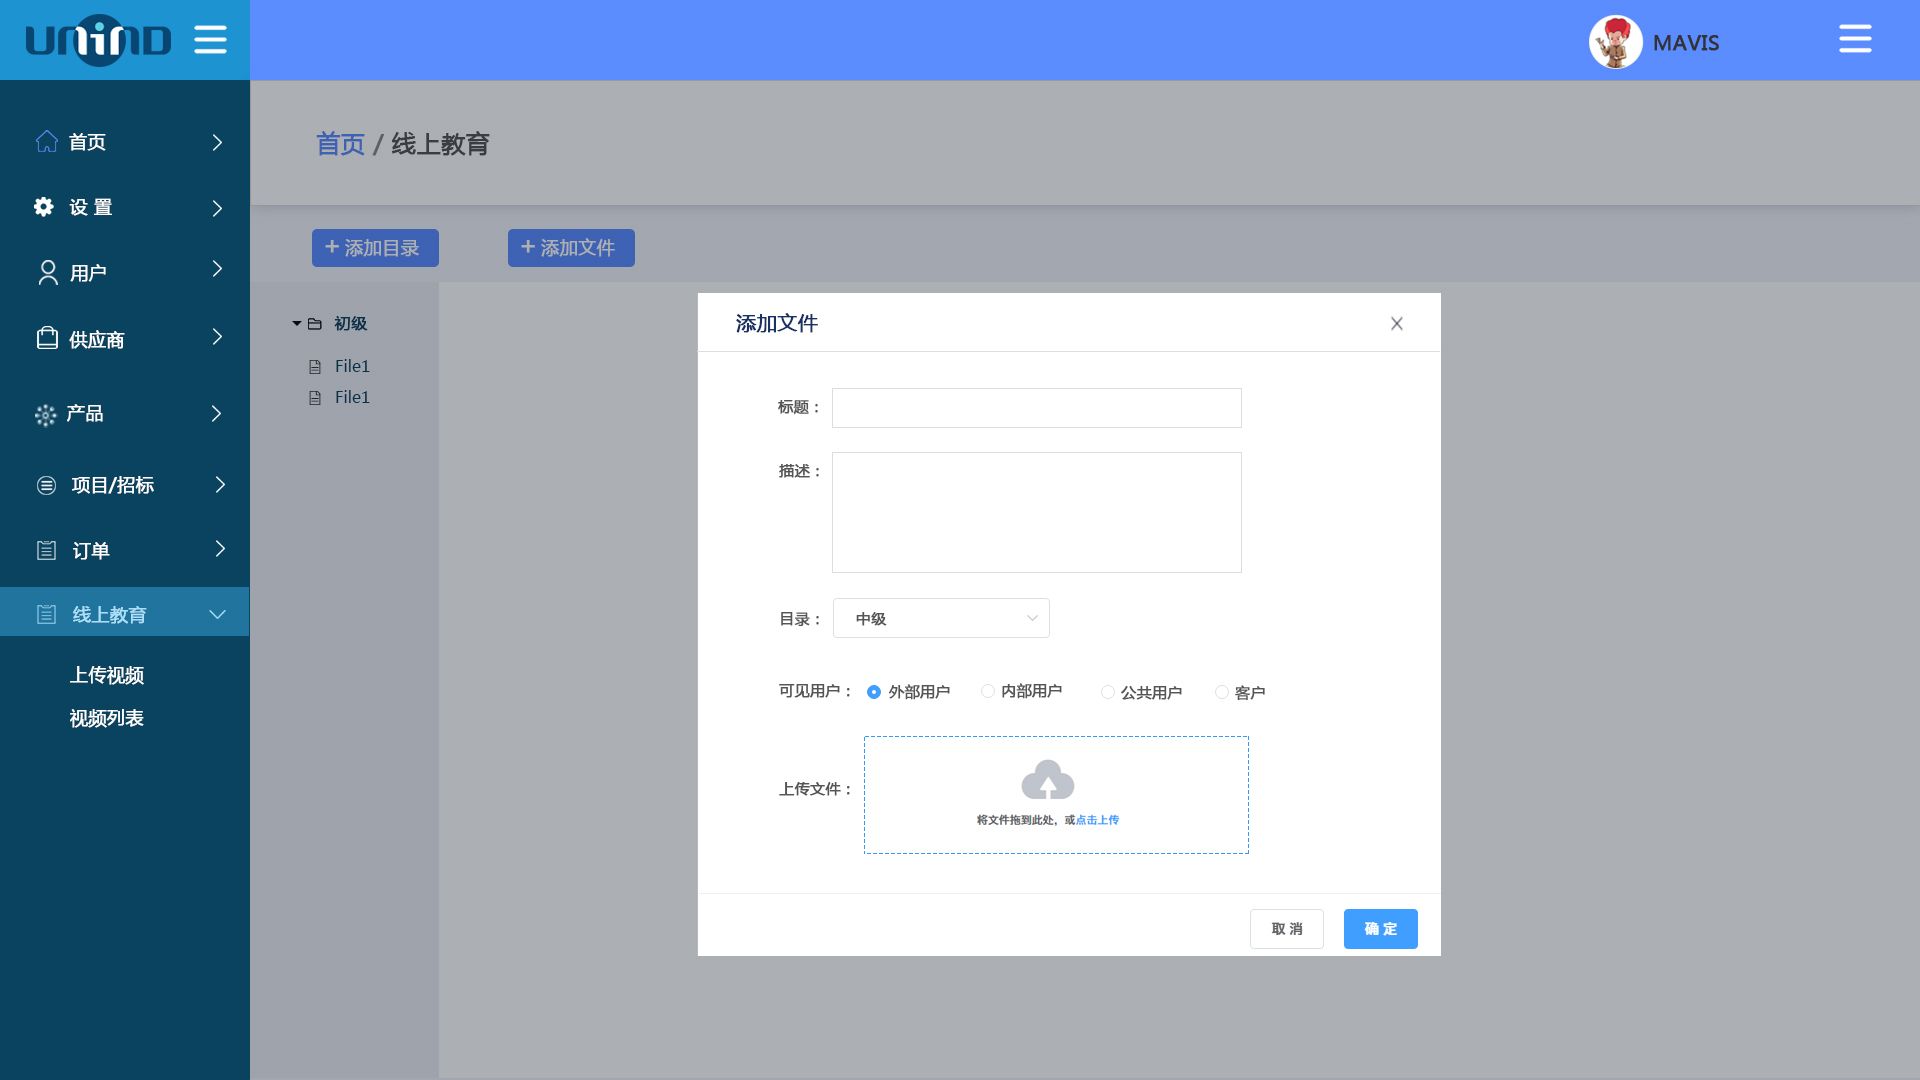 UNIND
MAVIS
首页
设 置
用户
供应商
产品
项目/招标
订单
线上教育
上传视频
视频列表
首页 / 线上教育
+ 添加目录
+ 添加文件
初级
File1
File1
添加文件
标题：
描述：
目录：
中级
可见用户：
外部用户
内部用户
公共用户
客户
上传文件：
将文件拖到此处，或点击上传
取 消
确 定